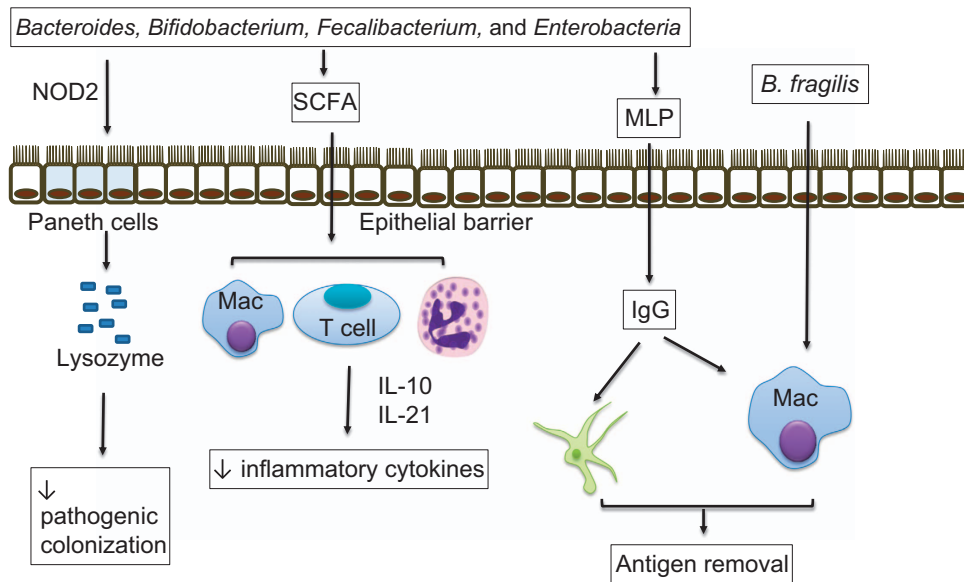 Bacteroides, Bifidobacterium, Fecalibacterium, and Enterobacteria
NOD2
SCFA
MLP
B. fragilis
Paneth cells
Epithelial barrier
Lysozyme
Mac
T cell
IgG
Mac
IL-10
IL-21
↓ inflammatory cytokines
↓
pathogenic
colonization
Antigen removal